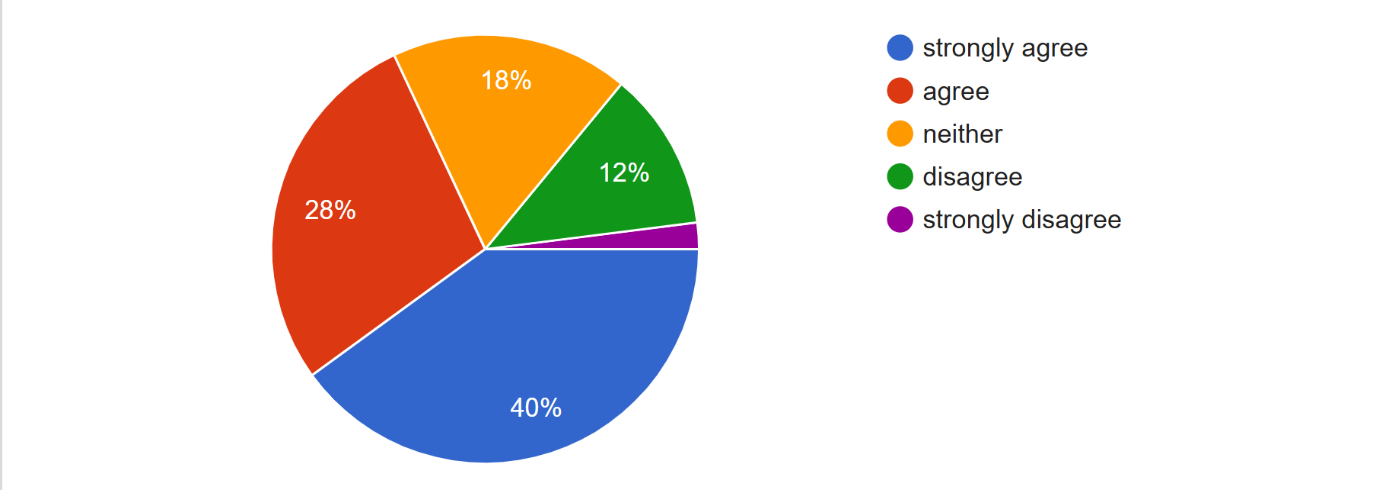 18%
12%
28%
40%
strongly agree
agree
neither
disagree
strongly disagree